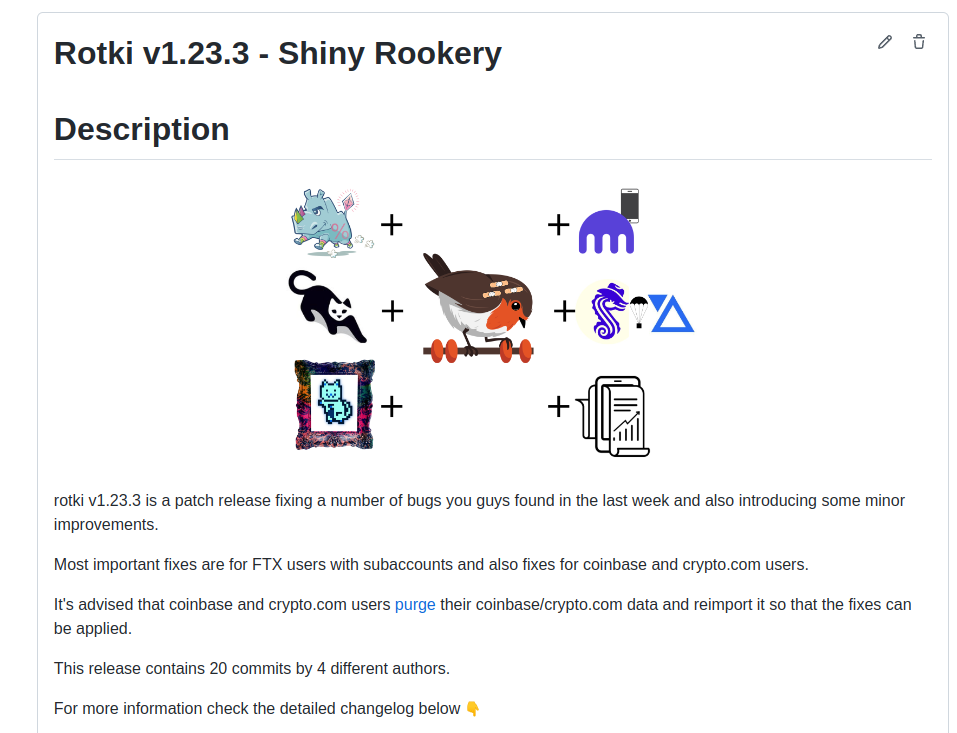 Rotki v1.23.3 - Shiny Rookery
Description
rotki v1.23.3 is a patch release fixing a number of bugs you guys found in the last week and also introducing some minor
improvements.
Most important fixes are for FTX users with subaccounts and also fixes for coinbase and crypto.com users.
It's advised that coinbase and crypto.com users purge their coinbase/crypto.com data and reimport it so that the fixes can
be applied.
This release contains 20 commits by 4 different authors.
For more information check the detailed changelog below 👇